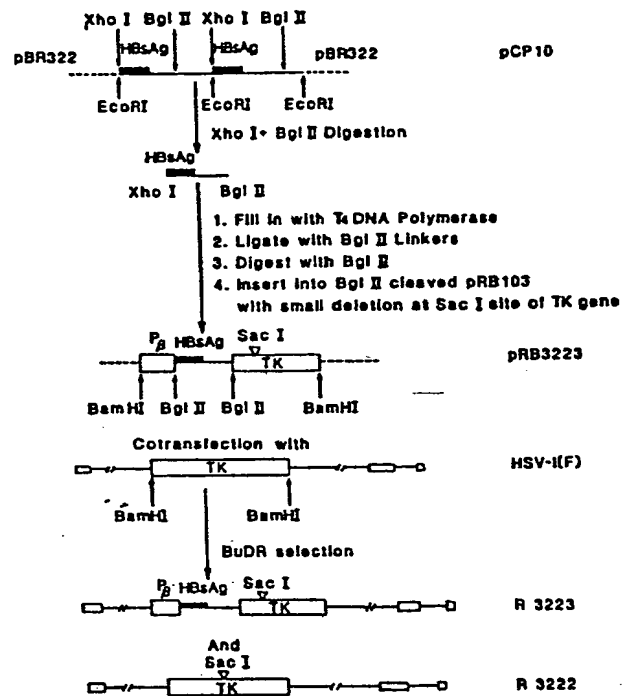 Xho I Bgl II Xho I Bgl II
HBsAg HBsAg
pBR322 pBR322 pCP10
EcoRI EcoRI EcoRI
Xho I + Bgl II Digestion
HBsAg
Xho I Bgl II
1. Fill in with T4 DNA Polymerase
2. Ligate with Bgl II Linkers
3. Digest with Bgl II
4. Insert into Bgl II cleaved pRB103
with small deletion at Sac I site of TK gene
Pβ HBsAg Sac I
TK
pRB3223
BamHI Bgl II Bgl II BamHI
Cotransfection with
TK
HSV-1(F)
BamHI BamHI
BuDR selection
Pβ HBsAg Sac I
TK
R 3223
And
Sac I
TK
R 3222